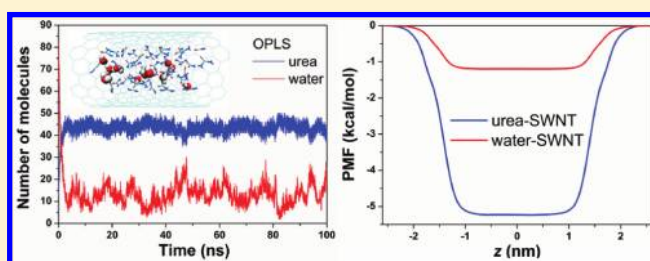 90
80
70
60
50
40
30
20
10
0
Number of molecules
OPLS
urea
water
0 20 40 60 80 100
Time (ns)
0
-1
-2
-3
-4
-5
PMF (kcal/mol)
urea-SWNT
water-SWNT
-2 -1 0 1 2
z (nm)